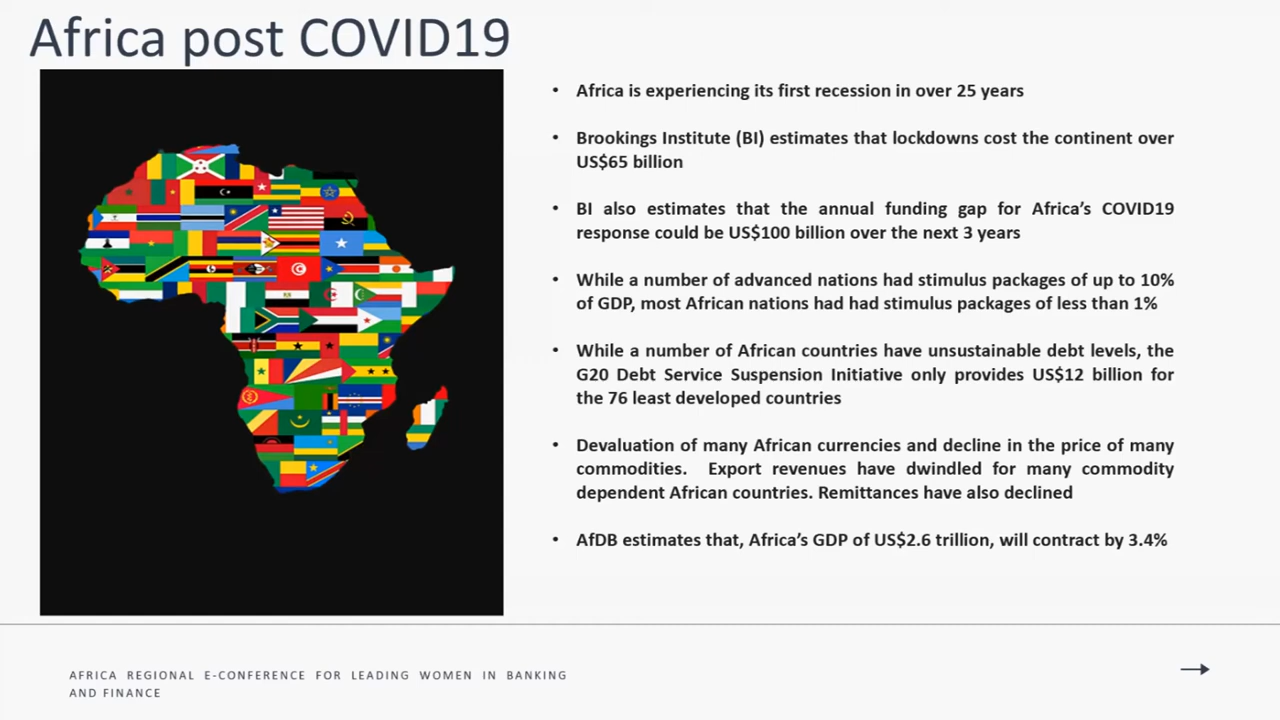 Africa post COVID19
• Africa is experiencing its first recession in over 25 years
• Brookings Institute (BI) estimates that lockdowns cost the continent over
US$65 billion
• BI also estimates that the annual funding gap for Africa's COVID19
response could be US$100 billion over the next 3 years
• While a number of advanced nations had stimulus packages of up to 10%
of GDP, most African nations had had stimulus packages of less than 1%
• While a number of African countries have unsustainable debt levels, the
G20 Debt Service Suspension Initiative only provides US$12 billion for
the 76 least developed countries
• Devaluation of many African currencies and decline in the price of many
commodities. Export revenues have dwindled for many commodity
dependent African countries. Remittances have also declined
• AfDB estimates that, Africa's GDP of US$2.6 trillion, will contract by 3.4%
AFRICA REGIONAL E-CONFERENCE FOR LEADING WOMEN IN BANKING
AND FINANCE